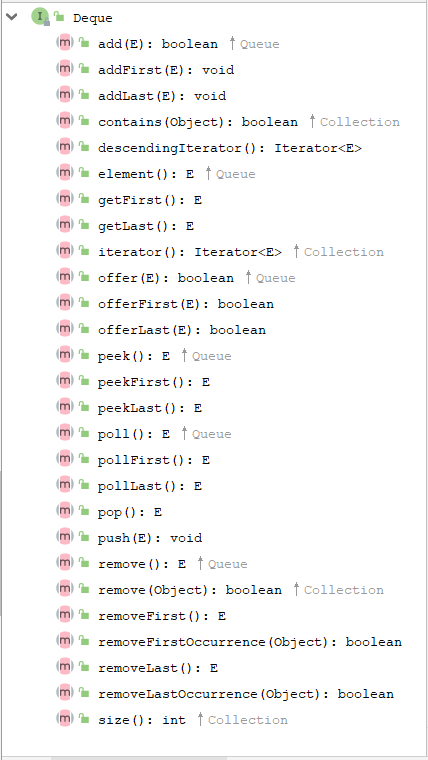 Deque
add(E): boolean ↑Queue
addFirst(E): void
addLast(E): void
contains(Object): boolean ↑Collection
descendingIterator(): Iterator<E>
element(): E ↑Queue
getFirst(): E
getLast(): E
iterator(): Iterator<E> ↑Collection
offer(E): boolean ↑Queue
offerFirst(E): boolean
offerLast(E): boolean
peek(): E ↑Queue
peekFirst(): E
peekLast(): E
poll(): E ↑Queue
pollFirst(): E
pollLast(): E
pop(): E
push(E): void
remove(): E ↑Queue
remove(Object): boolean ↑Collection
removeFirst(): E
removeFirstOccurrence(Object): boolean
removeLast(): E
removeLastOccurrence(Object): boolean
size(): int ↑Collection